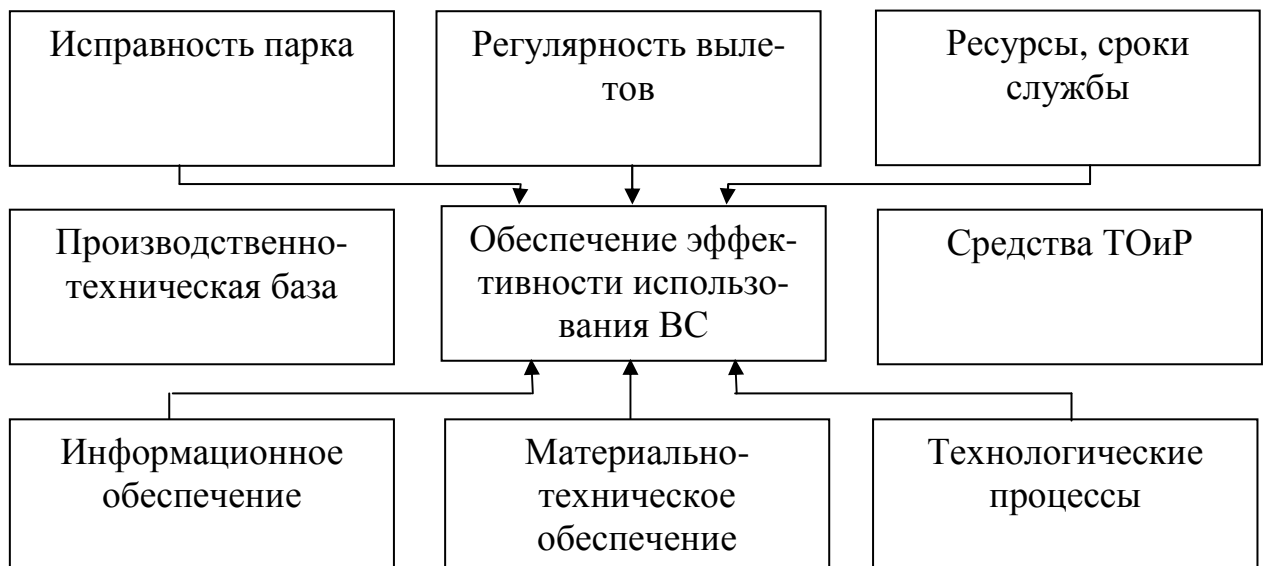 Исправность парка
Регулярность выле-
тов
Ресурсы, сроки
службы
Производственно-
техническая база
Обеспечение эффек-
тивности использо-
вания ВС
Средства ТОиР
Информационное
обеспечение
Материально-
техническое
обеспечение
Технологические
процессы